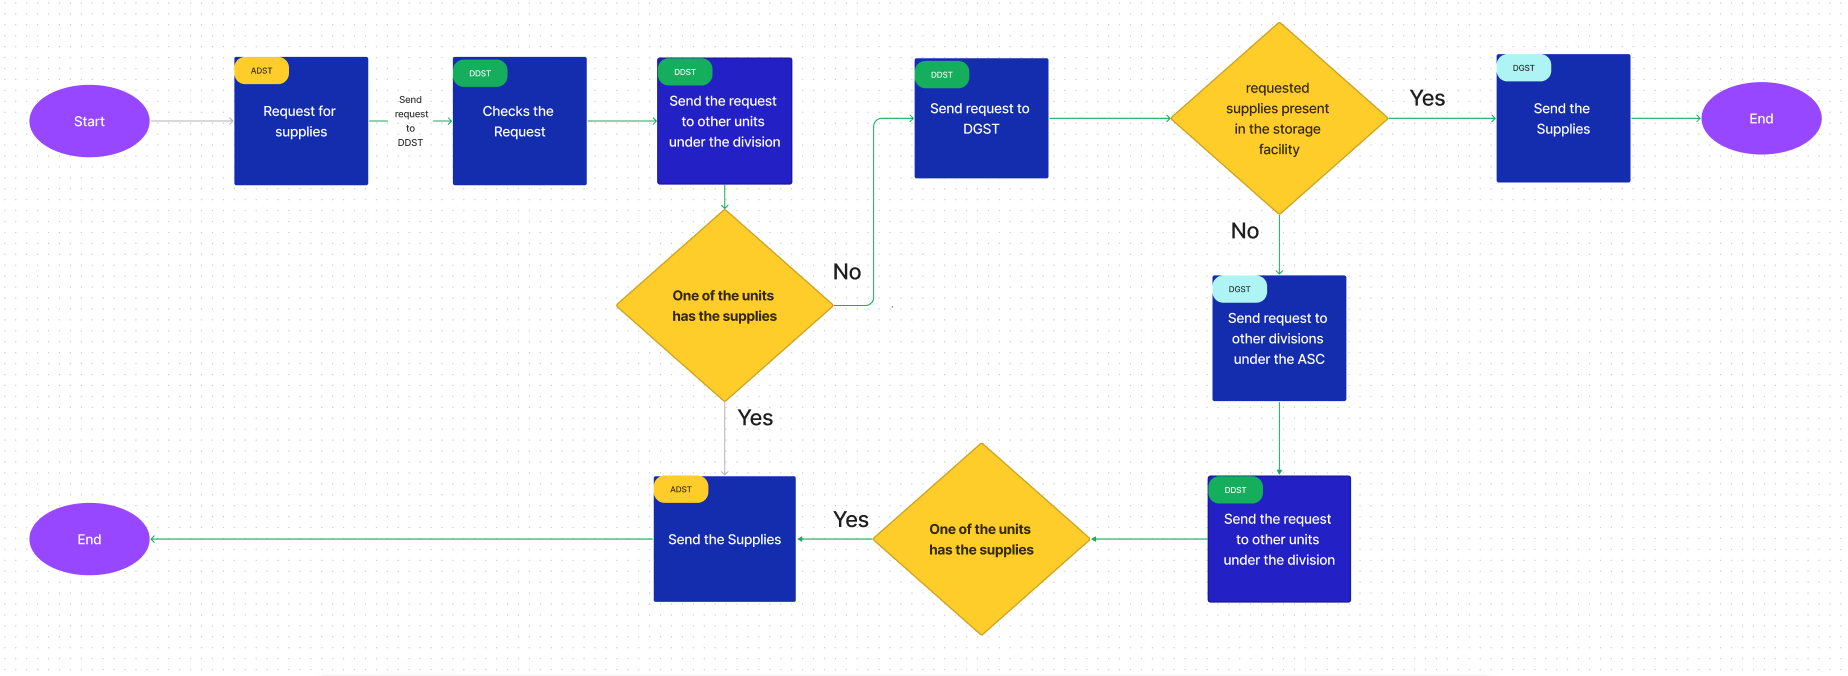 Start
ADST
Request for
supplies
Send
request
to
DDST
DDST
Checks the
Request
DDST
Send the request
to other units
under the division
DDST
Send request to
DGST
requested
supplies present
in the storage
facility
Yes
DGST
Send the
Supplies
End
No
One of the units
has the supplies
No
DGST
Send request to
other divisions
under the ASC
Yes
End
ADST
Send the Supplies
Yes
One of the units
has the supplies
DDST
Send the request
to other units
under the division